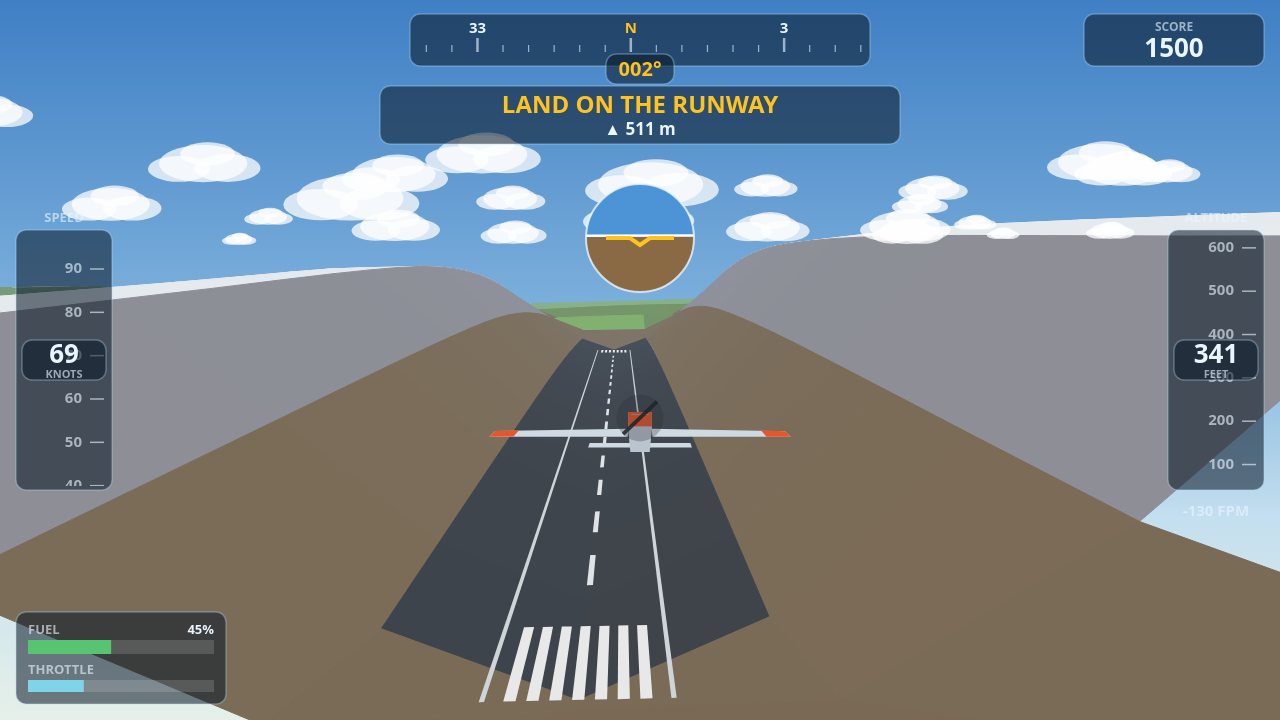 33 N 3
002°
SCORE
1500
LAND ON THE RUNWAY
▲ 511 m
SPEED
90
80
69
KNOTS
60
50
40
ALTITUDE
600
500
400
341
FEET
300
200
100
-130 FPM
FUEL 45%
THROTTLE